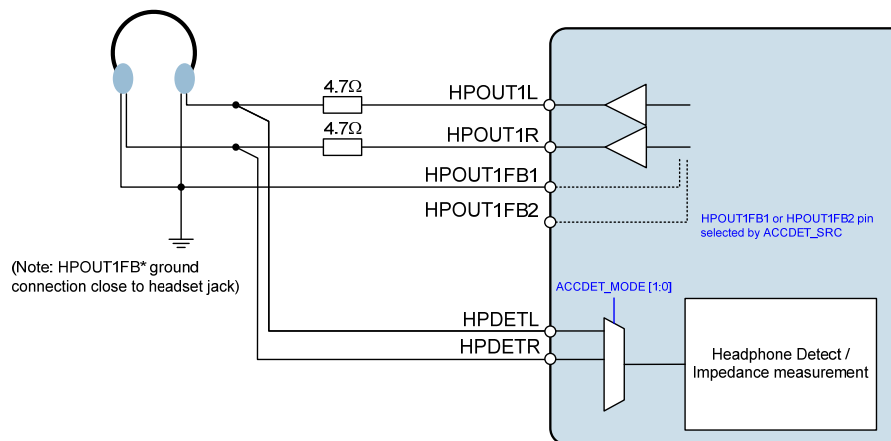 4.7Ω
HPOUT1L
4.7Ω
HPOUT1R
HPOUT1FB1
HPOUT1FB2
HPOUT1FB1 or HPOUT1FB2 pin
selected by ACCDET_SRC
(Note: HPOUT1FB* ground
connection close to headset jack)
ACCDET_MODE [1:0]
HPDETL
HPDETR
Headphone Detect /
Impedance measurement